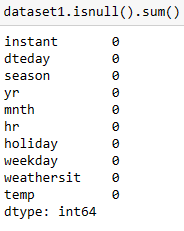 dataset1.isnull().sum()
instant 0
dteday 0
season 0
yr 0
mnth 0
hr 0
holiday 0
weekday 0
weathersit 0
temp 0
dtype: int64